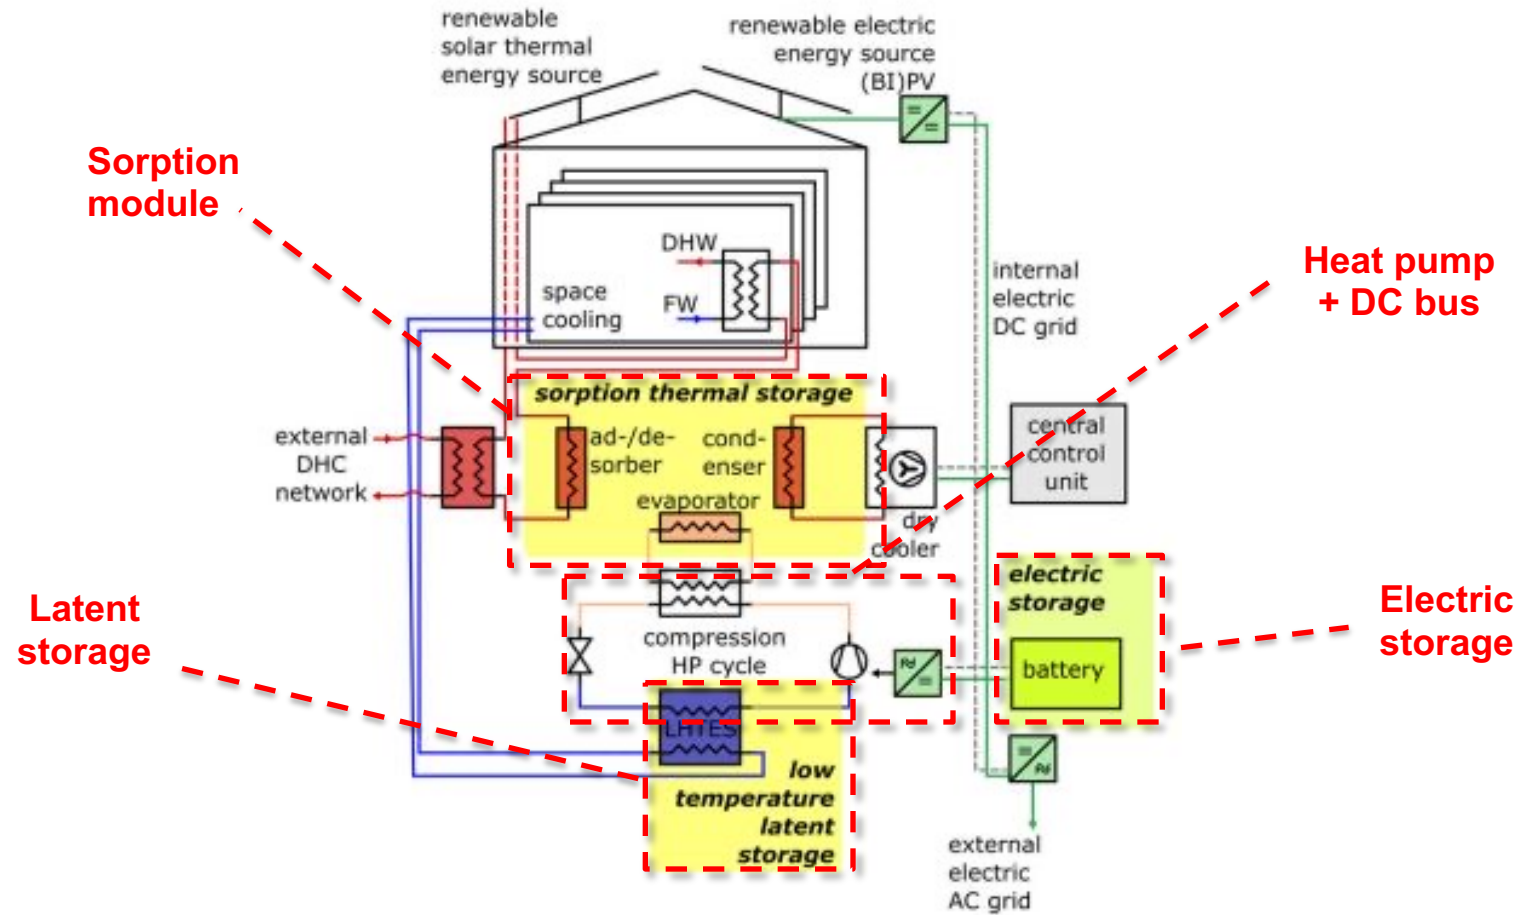 renewable
solar thermal
energy source
renewable electric
energy source
(BI)PV
Sorption
module
DHW
FW
space
cooling
internal
electric
DC grid
Heat pump
+ DC bus
sorption thermal storage
external
DHC
network
ad-/de-
sorber
cond-
enser
evaporator
dry
cooler
central
control
unit
Latent
storage
compression
HP cycle
electric
storage
battery
Electric
storage
LHTES
low
temperature
latent
storage
external
electric
AC grid